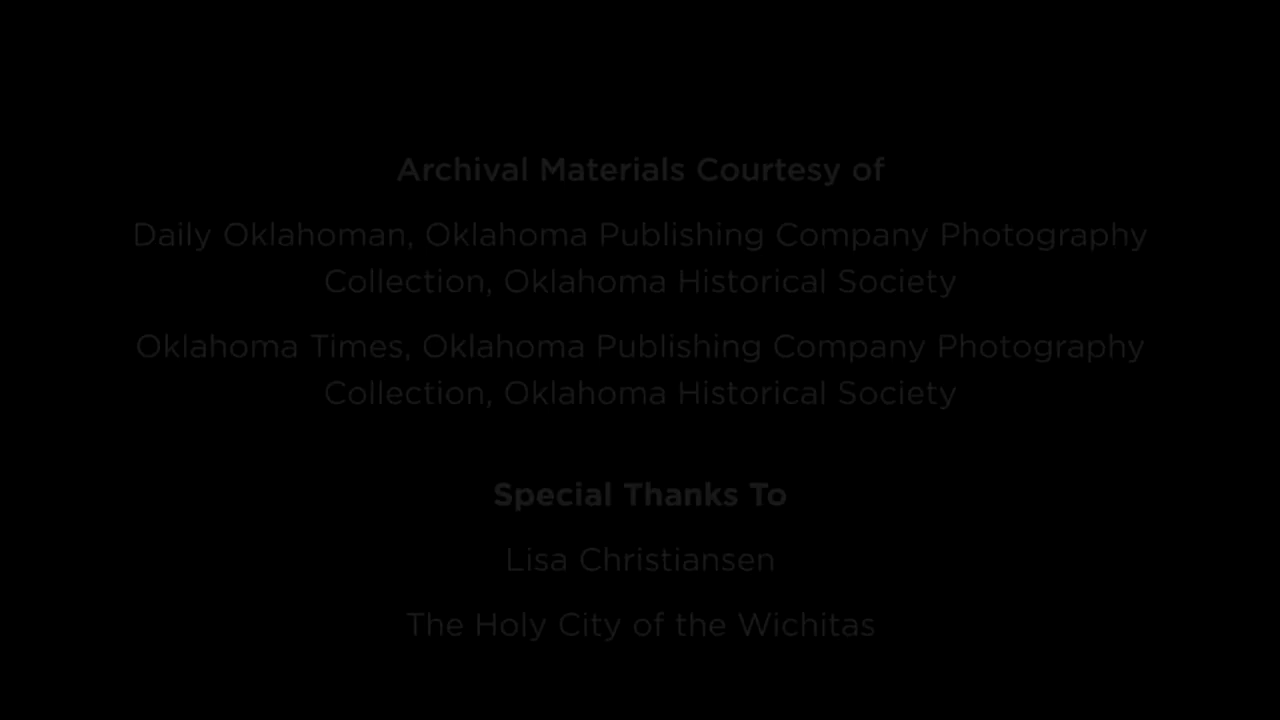 Archival Materials Courtesy of
Daily Oklahoman, Oklahoma Publishing Company Photography
Collection, Oklahoma Historical Society
Oklahoma Times, Oklahoma Publishing Company Photography
Collection, Oklahoma Historical Society
Special Thanks To
Lisa Christiansen
The Holy City of the Wichitas